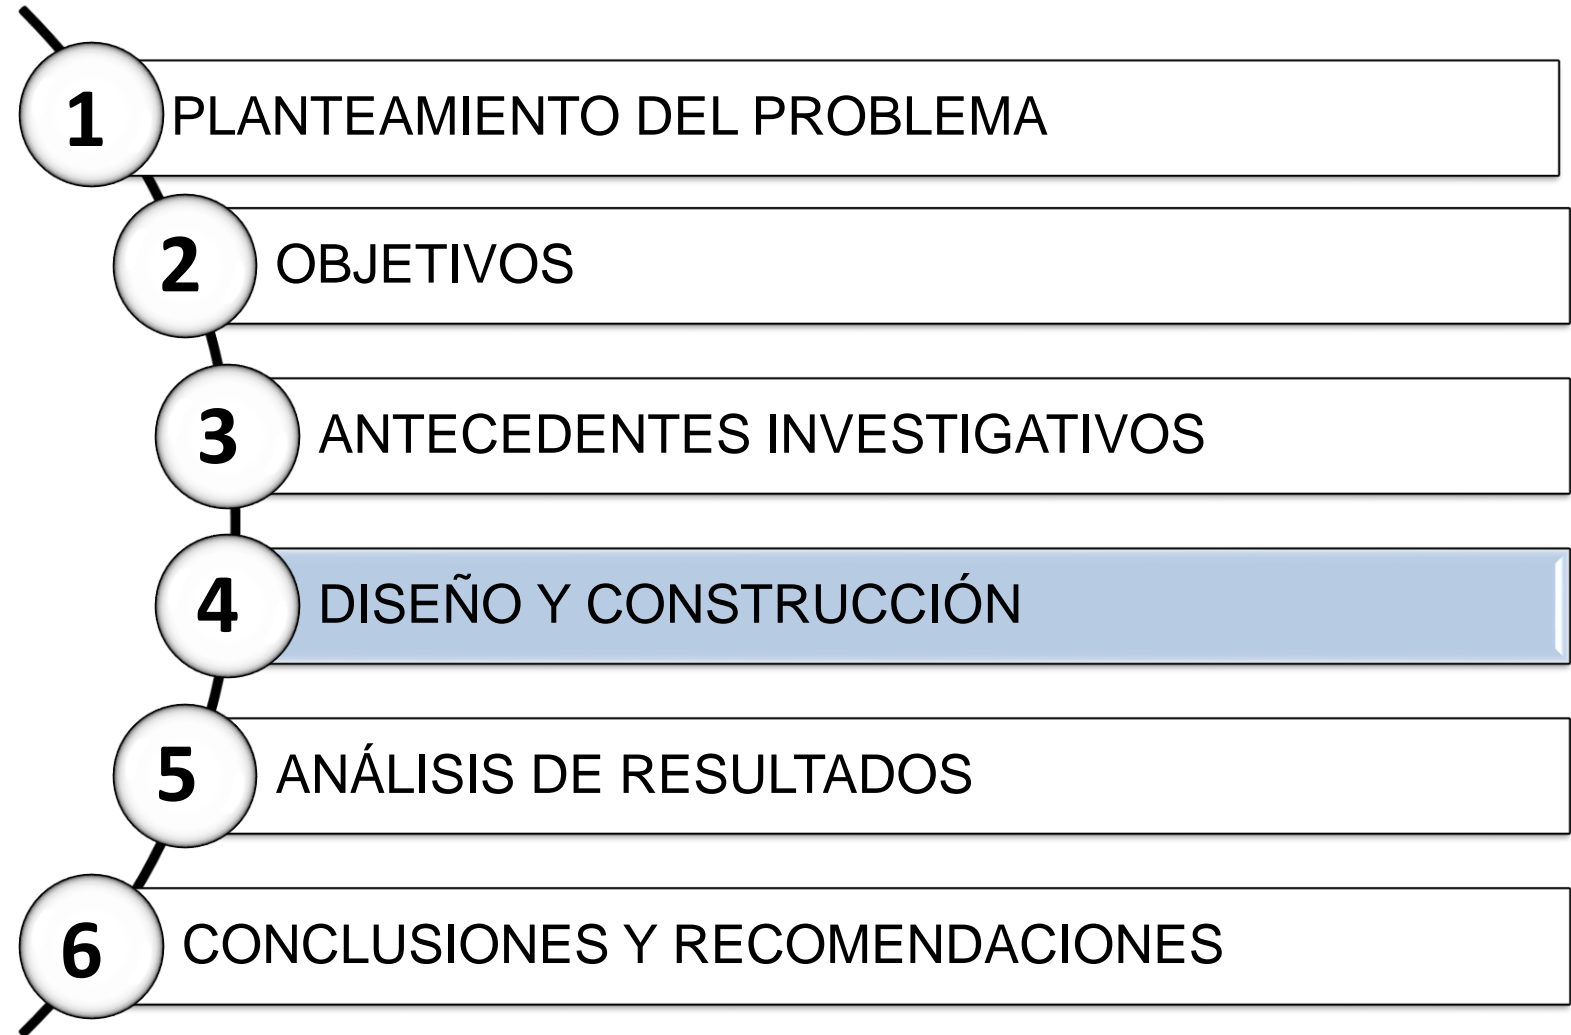 1 PLANTEAMIENTO DEL PROBLEMA
2 OBJETIVOS
3 ANTECEDENTES INVESTIGATIVOS
4 DISEÑO Y CONSTRUCCIÓN
5 ANÁLISIS DE RESULTADOS
6 CONCLUSIONES Y RECOMENDACIONES